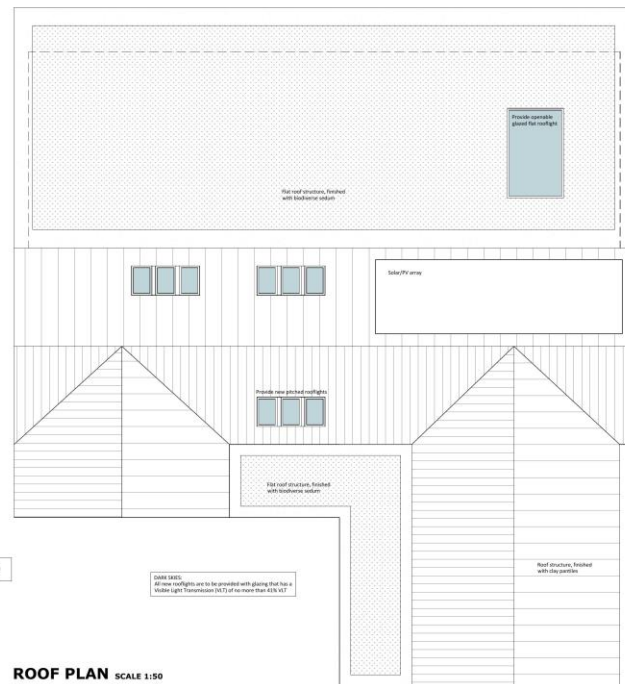 Provide openable
glazed flat rooflight
Flat roof structure, finished
with biodiverse sedum
Solar/PV array
Provide new pitched rooflights
Flat roof structure, finished
with biodiverse sedum
Roof structure, finished
with clay pantiles
DARK SKIES:
All new rooflights are to be provided with glazing that has a
Visible Light Transmission (VLT) of no more than 41% VLT
ROOF PLAN SCALE 1:50